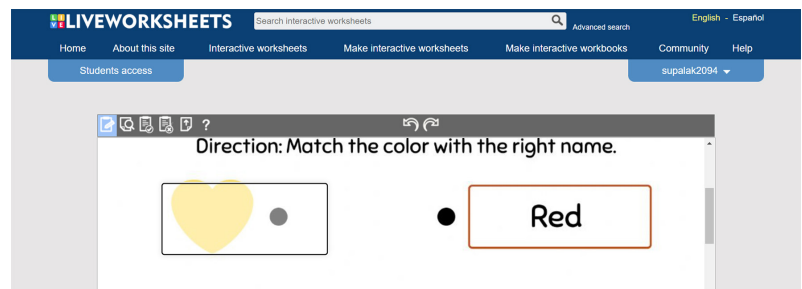 LIVEWORKSHEETS Search interactive worksheets Advanced search English - Español
Home About this site Interactive worksheets Make interactive worksheets Make interactive workbooks Community Help
Students access supalak2094
?
Direction: Match the color with the right name.
Red